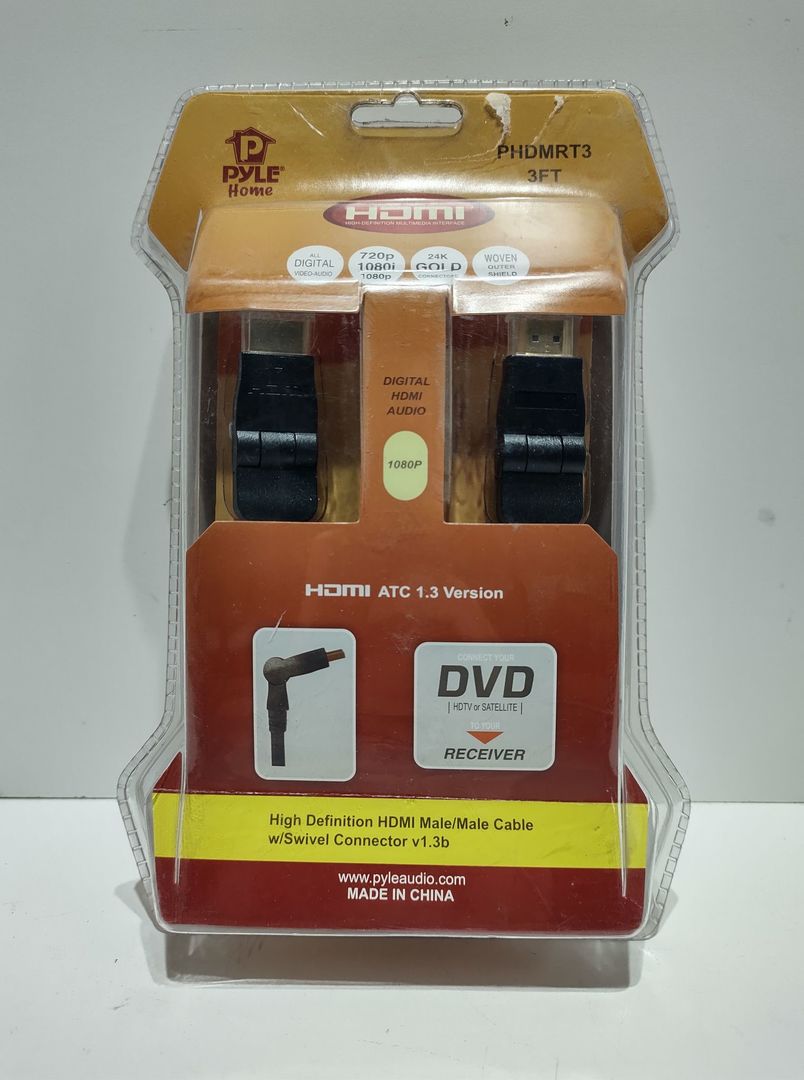 P
PYLE®
Home
PHDMRT3
3FT
HDMI
HIGH-DEFINITION MULTIMEDIA INTERFACE
ALL
DIGITAL
VIDEO-AUDIO
720p
1080i
1080p
24K
GOLD
CONNECTORS
WOVEN
OUTER
SHIELD
DIGITAL
HDMI
AUDIO
1080P
HDMI ATC 1.3 Version
CONNECT YOUR
DVD
| HDTV or SATELLITE |
TO YOUR
RECEIVER
High Definition HDMI Male/Male Cable
w/Swivel Connector v1.3b
www.pyleaudio.com
MADE IN CHINA